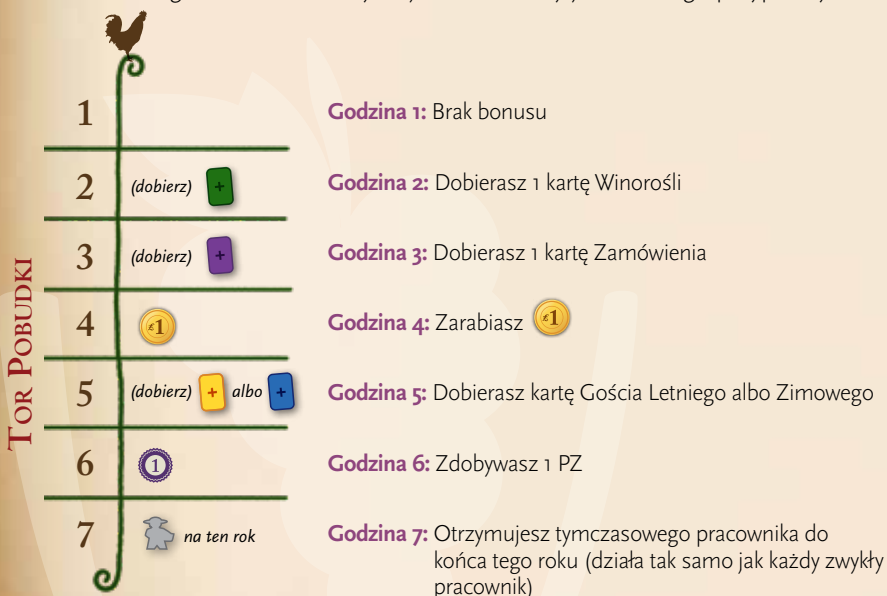 TOR POBUDKI
1
Godzina 1: Brak bonusu
2 (dobierz) +
Godzina 2: Dobierasz 1 kartę Winorośli
3 (dobierz) +
Godzina 3: Dobierasz 1 kartę Zamówienia
4 £1
Godzina 4: Zarabiasz £1
5 (dobierz) + albo +
Godzina 5: Dobierasz kartę Gościa Letniego albo Zimowego
6 1
Godzina 6: Zdobywasz 1 PZ
7 na ten rok
Godzina 7: Otrzymujesz tymczasowego pracownika do
końca tego roku (działa tak samo jak każdy zwykły
pracownik)